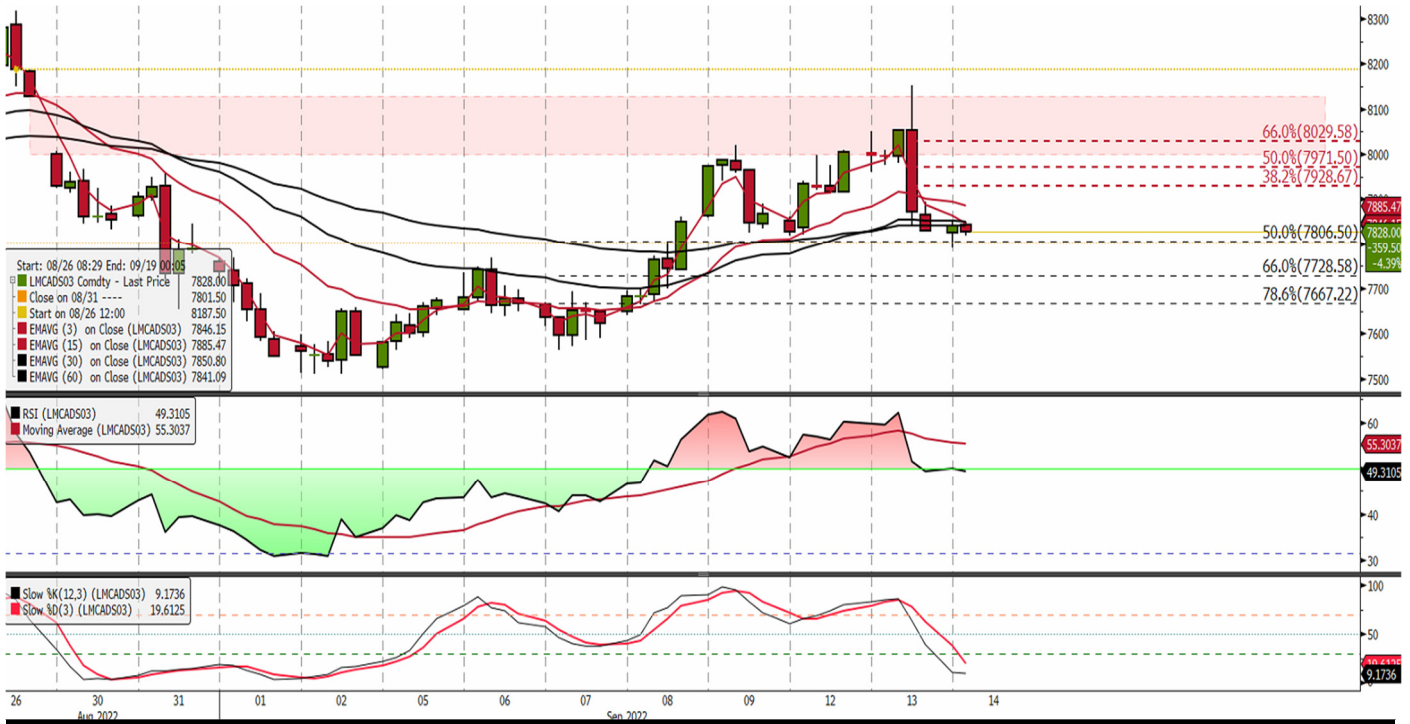 8300
8200
8100
8000
7700
7600
7500
66.0%(8029.58)
50.0%(7971.50)
38.2%(7928.67)
7885.47
7828.00
359.50
-4.39%
50.0%(7806.50)
66.0%(7728.58)
78.6%(7667.22)
Start: 08/26 08:29 End: 09/19 00:05
LMCADS03 Comdty - Last Price 7828.00
Close on 08/31 ---- 7801.50
Start on 08/26 12:00 8187.50
EMAVG (3) on Close (LMCADS03) 7846.15
EMAVG (15) on Close (LMCADS03) 7885.47
EMAVG (30) on Close (LMCADS03) 7850.80
EMAVG (60) on Close (LMCADS03) 7841.09
RSI (LMCADS03) 49.3105
Moving Average (LMCADS03) 55.3037
60
55.3037
49.3105
40
30
Slow %K(12,3) (LMCADS03) 9.1736
Slow %D(3) (LMCADS03) 19.6125
100
50
19.6125
9.1736
26 30 31 01 02 05 06 07 08 09 12 13 14
Aug 2022 Sep 2022